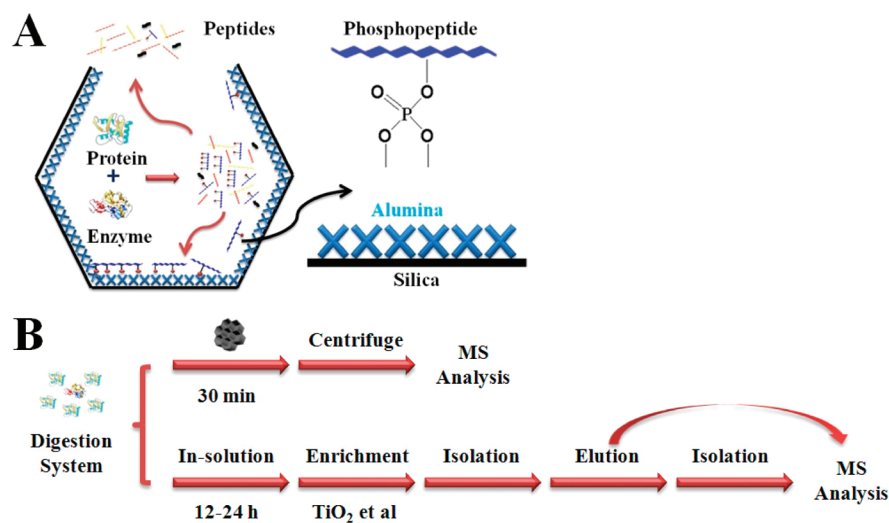 A
Peptides
Phosphopeptide
O
O
P
O
O
Protein
+
Enzyme
Alumina
Silica
B
Digestion
System
30 min
Centrifuge
MS
Analysis
In-solution
12-24 h
Enrichment
TiO₂ et al
Isolation
Elution
Isolation
MS
Analysis